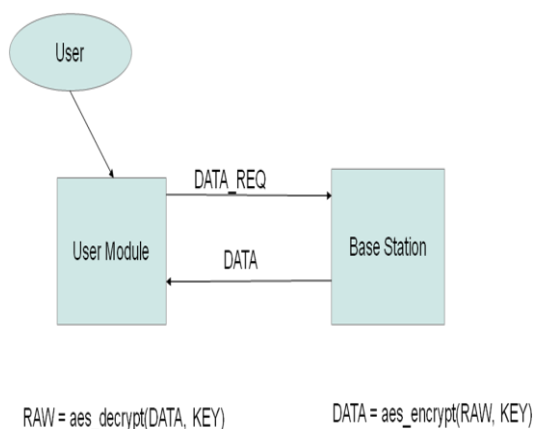 User
DATA_REQ
User Module
Base Station
DATA
RAW = aes_decrypt(DATA, KEY)
DATA = aes_encrypt(RAW, KEY)